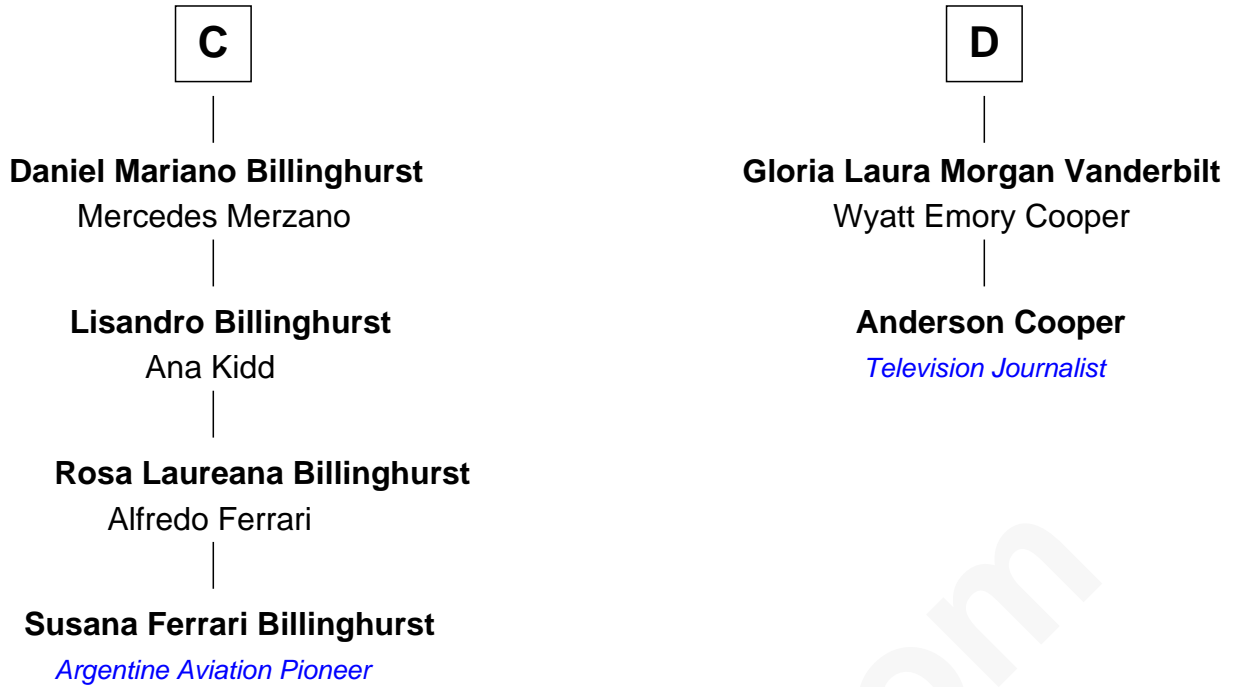 C
Daniel Mariano Billinghurst
Mercedes Merzano
Lisandro Billinghurst
Ana Kidd
Rosa Laureana Billinghurst
Alfredo Ferrari
Susana Ferrari Billinghurst
Argentine Aviation Pioneer
D
Gloria Laura Morgan Vanderbilt
Wyatt Emory Cooper
Anderson Cooper
Television Journalist
om